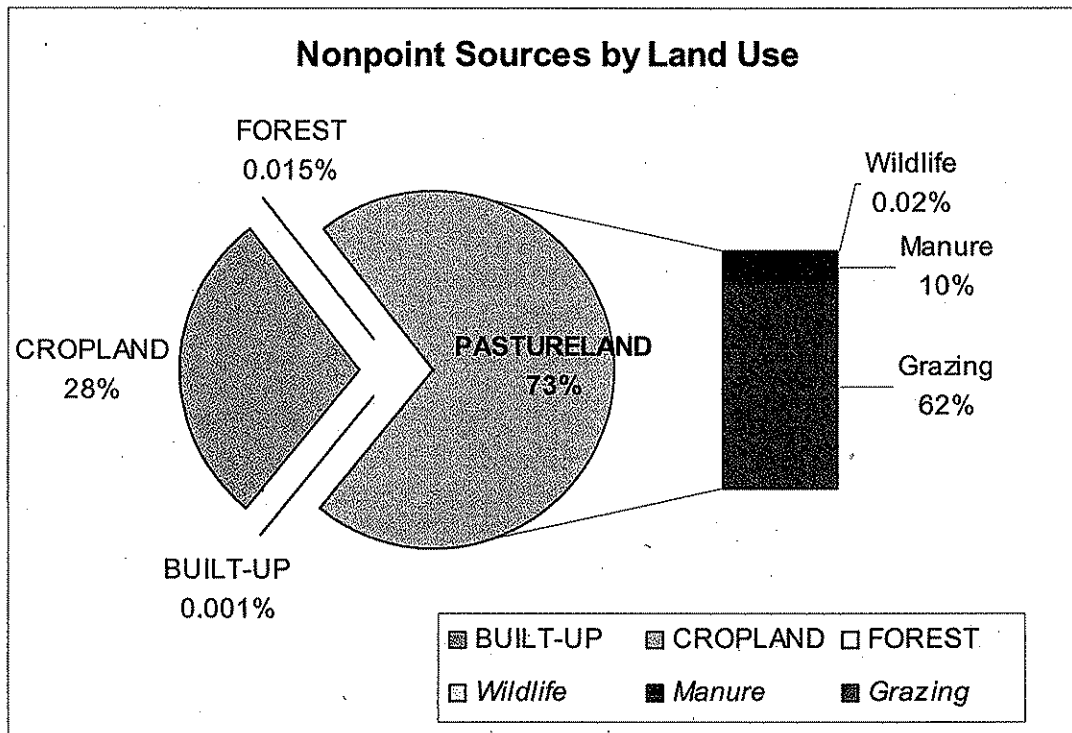 Nonpoint Sources by Land Use
FOREST
0.015%
Wildlife
0.02%
Manure
10%
CROPLAND
28%
PASTURELAND
73%
Grazing
62%
BUILT-UP
0.001%
BUILT-UP CROPLAND FOREST
Wildlife Manure Grazing